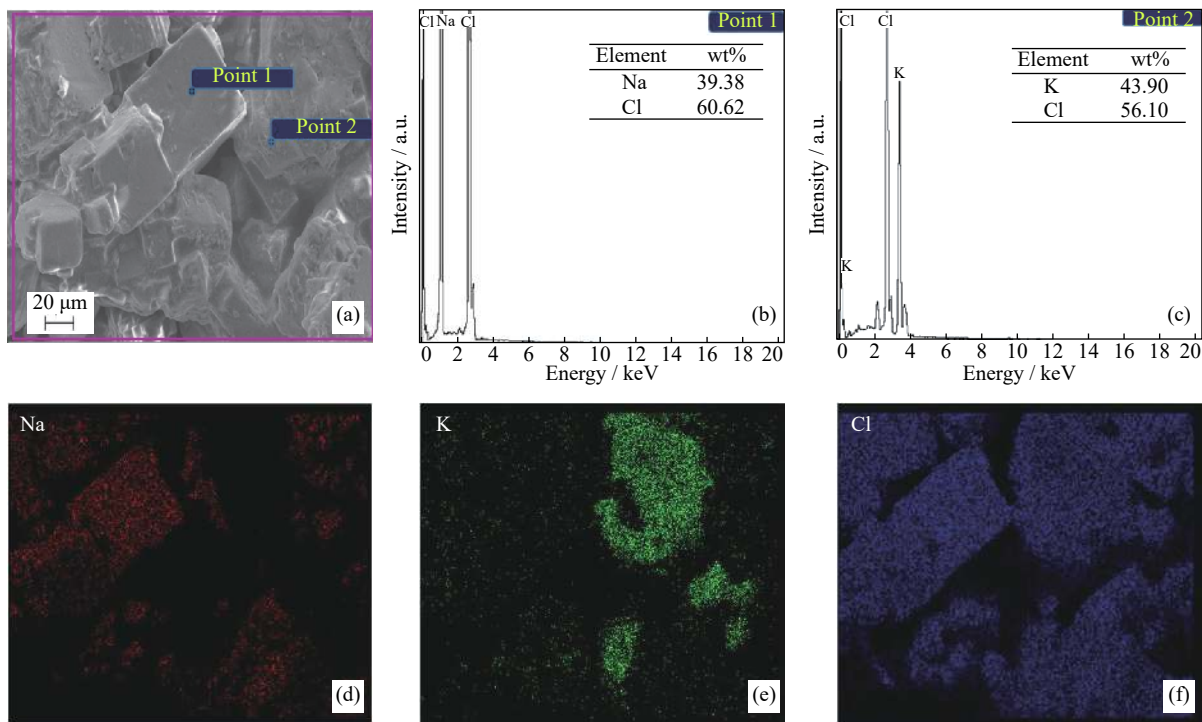 Point 1
Point 2
20 μm
(a)
Cl Na Cl
Point 1
Element wt%
Na 39.38
Cl 60.62
Intensity / a.u.
(b)
0 2 4 6 8 10 12 14 16 18 20
Energy / keV
Cl Cl
Point 2
K
K
Element wt%
K 43.90
Cl 56.10
Intensity / a.u.
(c)
0 2 4 6 8 10 12 14 16 18 20
Energy / keV
Na
(d)
K
(e)
Cl
(f)